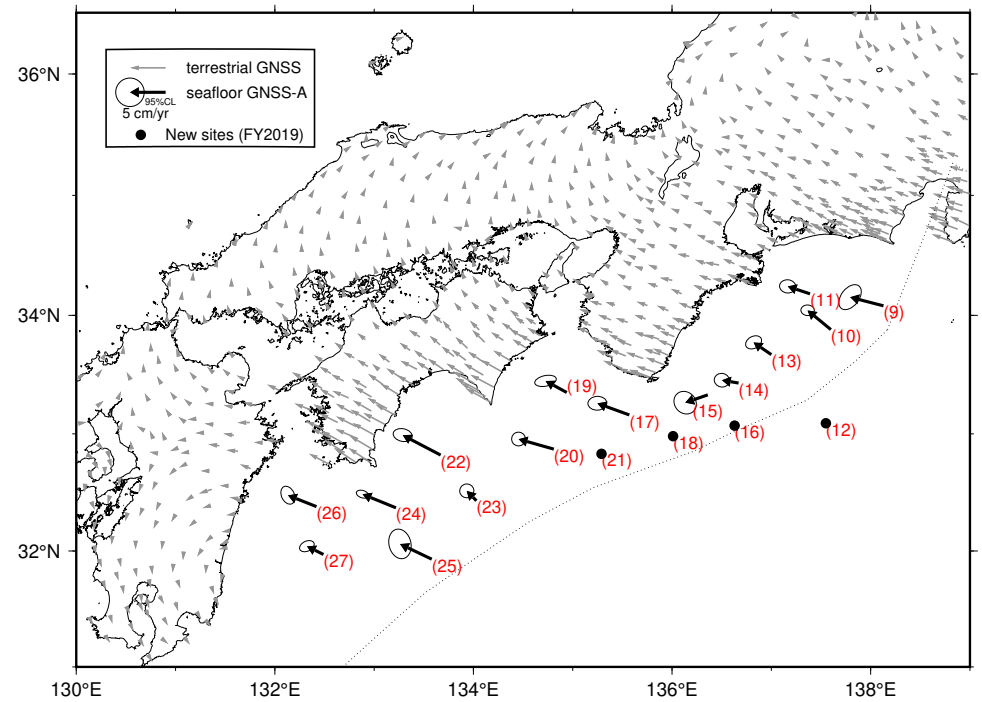 36°N
34°N
32°N
terrestrial GNSS
95%CL
seafloor GNSS-A
5 cm/yr
New sites (FY2019)
(11)
(9)
(10)
(13)
(14)
(19)
(15)
(17)
(12)
(16)
(18)
(20)
(21)
(22)
(23)
(26)
(24)
(27)
(25)
130°E
132°E
134°E
136°E
138°E